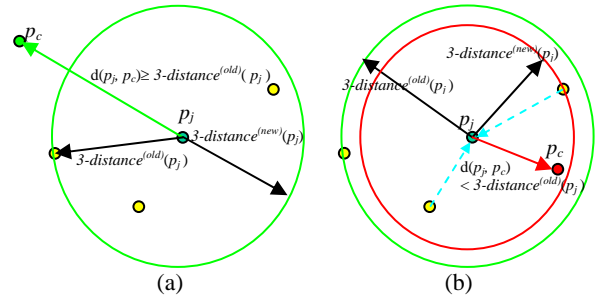 p_c
d(p_j, p_c) ≥ 3-distance^(old)( p_j)
p_j
3-distance^(new)(p_j)
3-distance^(old)(p_j)
(a)
3-distance^(new)(p_j)
3-distance^(old)(p_j)
p_j
p_c
d(p_j, p_c)
< 3-distance^(old)(p_j)
(b)